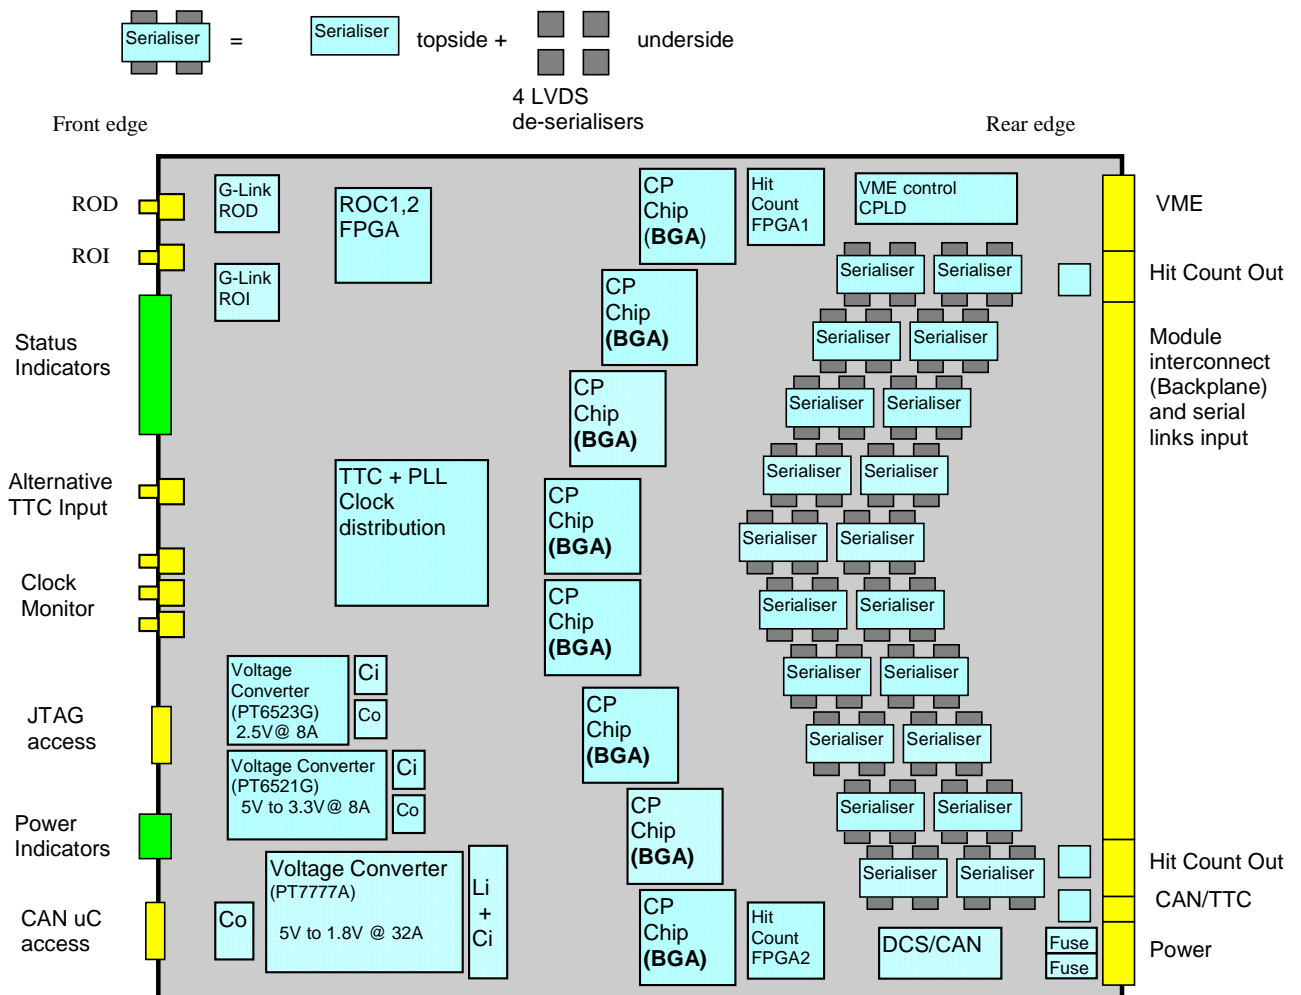 Serialiser
=
Serialiser
topside +
underside
4 LVDS
de-serialisers
Front edge
Rear edge
ROD
ROI
Status
Indicators
Alternative
TTC Input
Clock
Monitor
JTAG
access
Power
Indicators
CAN uC
access
G-Link
ROD
G-Link
ROI
ROC1,2
FPGA
TTC + PLL
Clock
distribution
Voltage
Converter
(PT6523G)
2.5V@ 8A
Ci
Co
Voltage Converter
(PT6521G)
5V to 3.3V@ 8A
Ci
Co
Voltage Converter
(PT7777A)
5V to 1.8V @ 32A
Co
Li
+
Ci
CP
Chip
(BGA)
CP
Chip
(BGA)
CP
Chip
(BGA)
CP
Chip
(BGA)
CP
Chip
(BGA)
CP
Chip
(BGA)
CP
Chip
(BGA)
CP
Chip
(BGA)
Hit
Count
FPGA1
VME control
CPLD
Serialiser Serialiser
Serialiser Serialiser
Serialiser Serialiser
Serialiser Serialiser
Serialiser Serialiser
Serialiser Serialiser
Serialiser Serialiser
Serialiser Serialiser
Serialiser Serialiser
Serialiser Serialiser
Hit
Count
FPGA2
DCS/CAN
Fuse
Fuse
VME
Hit Count Out
Module
interconnect
(Backplane)
and serial
links input
Hit Count Out
CAN/TTC
Power